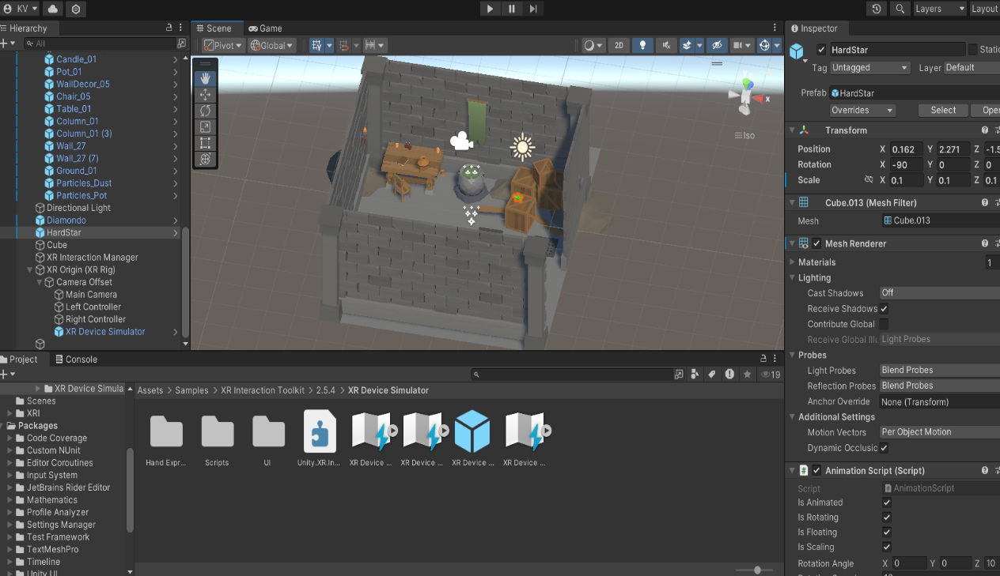 KV
Layers
Layout
Hierarchy
All
Candle_01
Pot_01
WallDecor_05
Chair_05
Table_01
Column_01
Column_01 (3)
Wall_27
Wall_27 (7)
Ground_01
Particles_Dust
Particles_Pot
Directional Light
Diamondo
HardStar
Cube
XR Interaction Manager
XR Origin (XR Rig)
Camera Offset
Main Camera
Left Controller
Right Controller
XR Device Simulator
Scene
Game
Pivot
Global
2D
Y
x
Iso
Inspector
HardStar
Static
Tag Untagged Layer Default
Prefab HardStar
Overrides Select Open
Transform
Position X 0.162 Y 2.271 Z -1.5
Rotation X -90 Y 0 Z 0
Scale X 0.1 Y 0.1 Z 0.1
Cube.013 (Mesh Filter)
Mesh Cube.013
Mesh Renderer
Materials 1
Lighting
Cast Shadows Off
Receive Shadows
Contribute Global
Receive Global Illu Light Probes
Probes
Light Probes Blend Probes
Reflection Probes Blend Probes
Anchor Override None (Transform)
Additional Settings
Motion Vectors Per Object Motion
Dynamic Occlusic
# Animation Script (Script)
Script AnimationScript
Is Animated
Is Rotating
Is Floating
Is Scaling
Rotation Angle X 0 Y 0 Z 10
Project
Console
19
XR Device Simula
Scenes
XRI
Packages
Code Coverage
Custom NUnit
Editor Coroutines
Input System
JetBrains Rider Editor
Mathematics
Profile Analyzer
Settings Manager
Test Framework
TextMeshPro
Timeline
Unity UI
Assets > Samples > XR Interaction Toolkit > 2.5.4 > XR Device Simulator
Hand Expr...
Scripts
UI
Unity.XR.In...
XR Device ...
XR Device ...
XR Device ...
XR Device ...